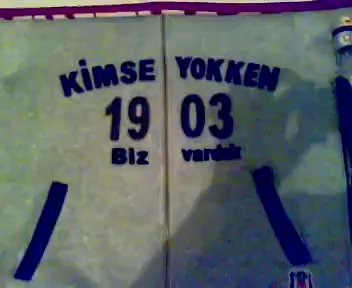 KİMSE YOKKEN
19 03
Biz vardık